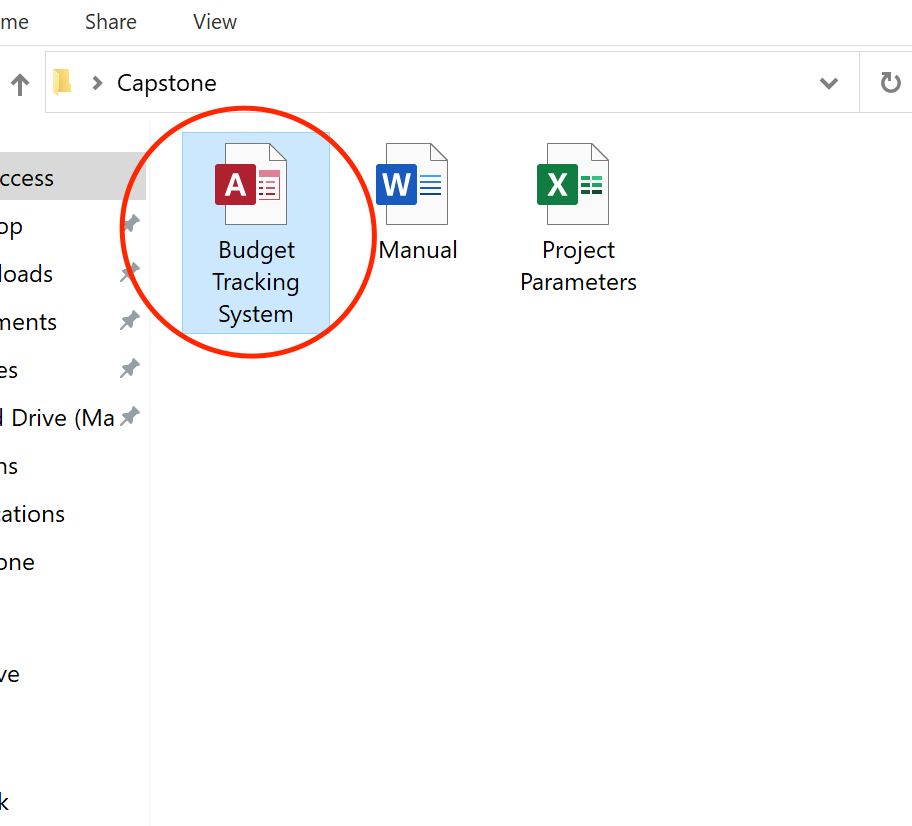 me Share View
Capstone
ccess
op
loads
ments
es
d Drive (Ma
ns
cations
one
ve
k
A
Budget
Tracking
System
W
Manual
X
Project
Parameters